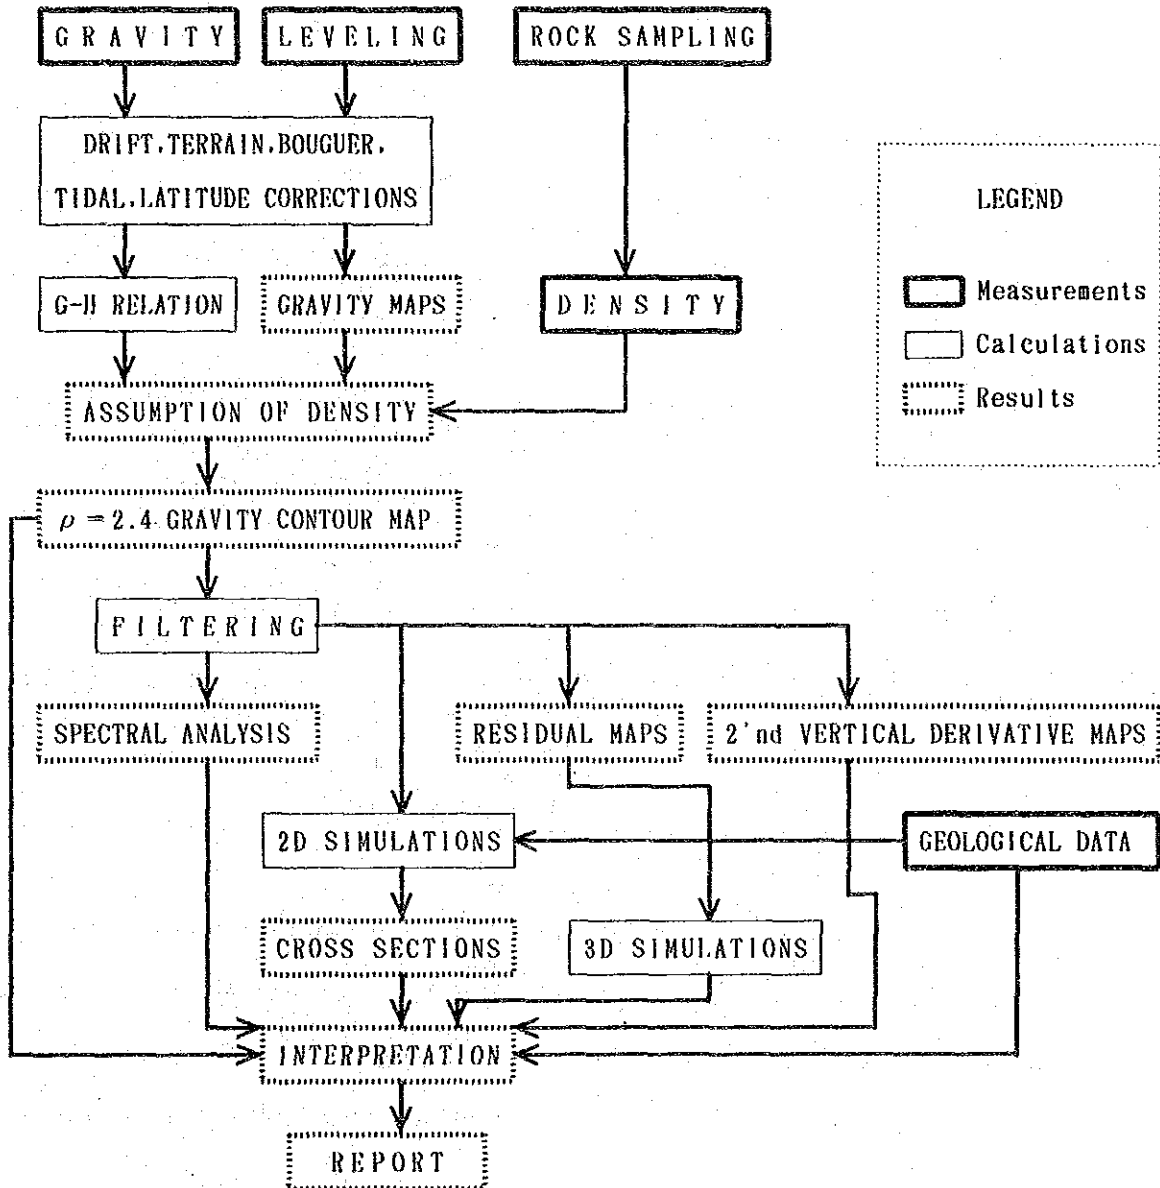 GRAVITY
LEVELING
ROCK SAMPLING
DRIFT.TERRAIN.BOUGUER.
TIDAL.LATITUDE CORRECTIONS
LEGEND
G-H RELATION
GRAVITY MAPS
DENSITY
Measurements
Calculations
Results
ASSUMPTION OF DENSITY
ρ=2.4 GRAVITY CONTOUR MAP
FILTERING
SPECTRAL ANALYSIS
RESIDUAL MAPS
2'nd VERTICAL DERIVATIVE MAPS
2D SIMULATIONS
GEOLOGICAL DATA
CROSS SECTIONS
3D SIMULATIONS
INTERPRETATION
REPORT